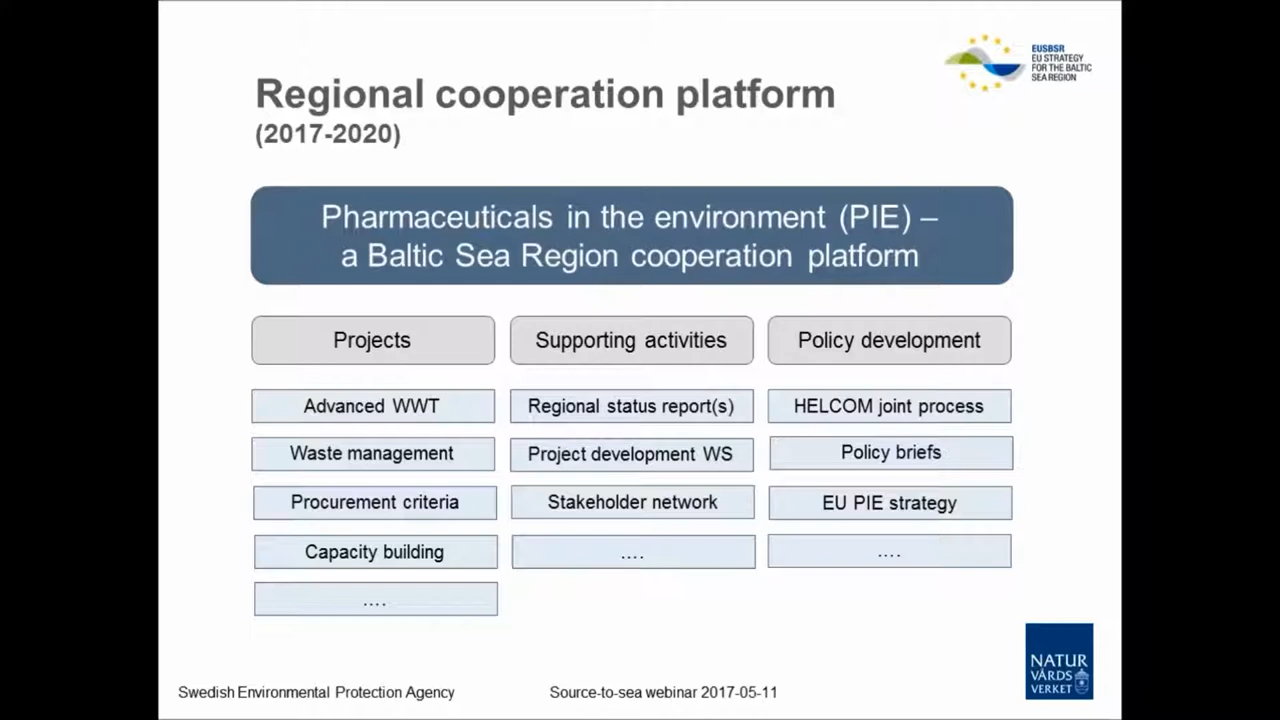 EUSBSR
EU STRATEGY
FOR THE BALTIC
SEA REGION
Regional cooperation platform
(2017-2020)
Pharmaceuticals in the environment (PIE) –
a Baltic Sea Region cooperation platform
Projects
Advanced WWT
Waste management
Procurement criteria
Capacity building
....
Supporting activities
Regional status report(s)
Project development WS
Stakeholder network
....
Policy development
HELCOM joint process
Policy briefs
EU PIE strategy
....
Swedish Environmental Protection Agency
Source-to-sea webinar 2017-05-11
NATUR
VÅRDS
VERKET